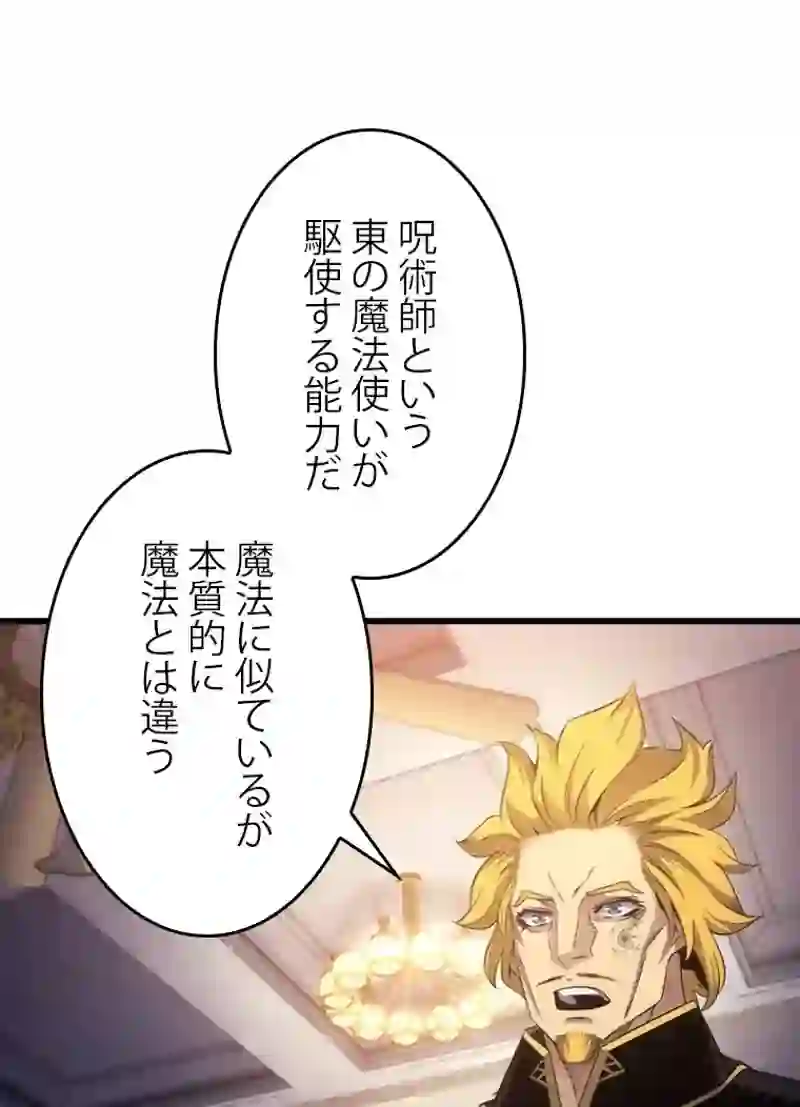 呪術師という
東の魔法使いが
駆使する能力だ
魔法に似ているが
本質的に
魔法とは違う